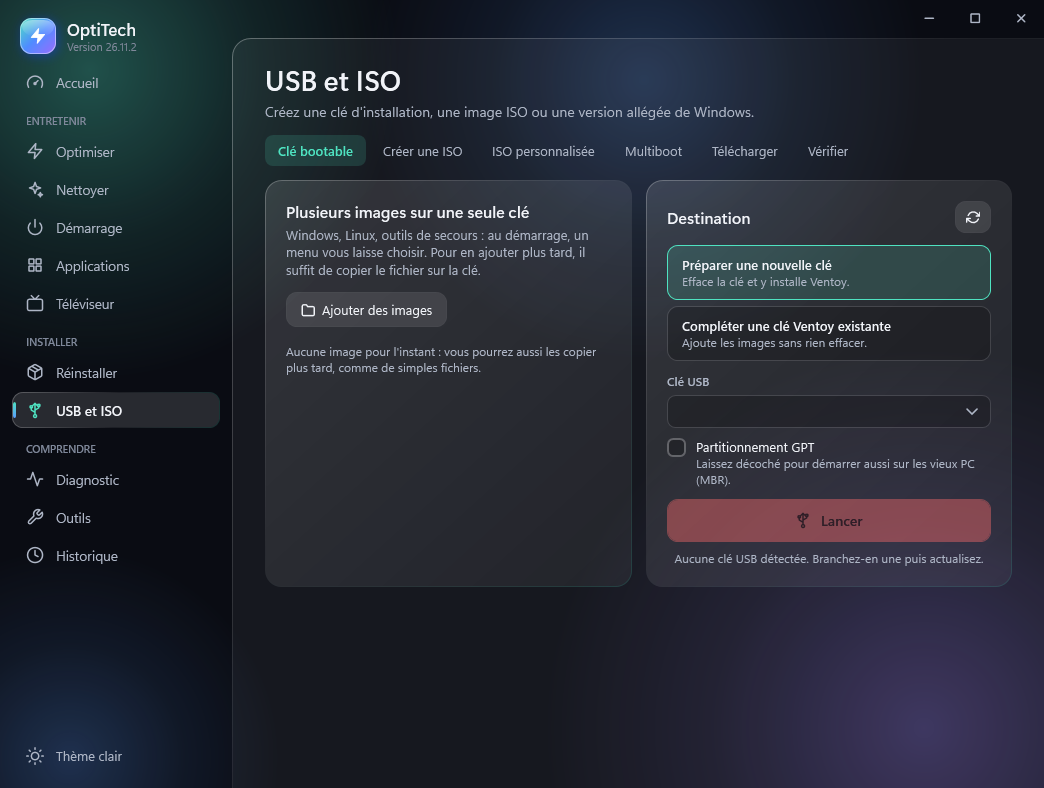 OptiTech
Version 26.11.2
Accueil
ENTRETENIR
Optimiser
Nettoyer
Démarrage
Applications
Téléviseur
INSTALLER
Réinstaller
USB et ISO
COMPRENDRE
Diagnostic
Outils
Historique
Thème clair
USB et ISO
Créez une clé d'installation, une image ISO ou une version allégée de Windows.
Clé bootable
Créer une ISO
ISO personnalisée
Multiboot
Télécharger
Vérifier
Plusieurs images sur une seule clé
Windows, Linux, outils de secours : au démarrage, un
menu vous laisse choisir. Pour en ajouter plus tard, il
suffit de copier le fichier sur la clé.
Ajouter des images
Aucune image pour l'instant : vous pourrez aussi les copier
plus tard, comme de simples fichiers.
Destination
Préparer une nouvelle clé
Efface la clé et y installe Ventoy.
Compléter une clé Ventoy existante
Ajoute les images sans rien effacer.
Clé USB
Partitionnement GPT
Laissez décoché pour démarrer aussi sur les vieux PC
(MBR).
Lancer
Aucune clé USB détectée. Branchez-en une puis actualisez.